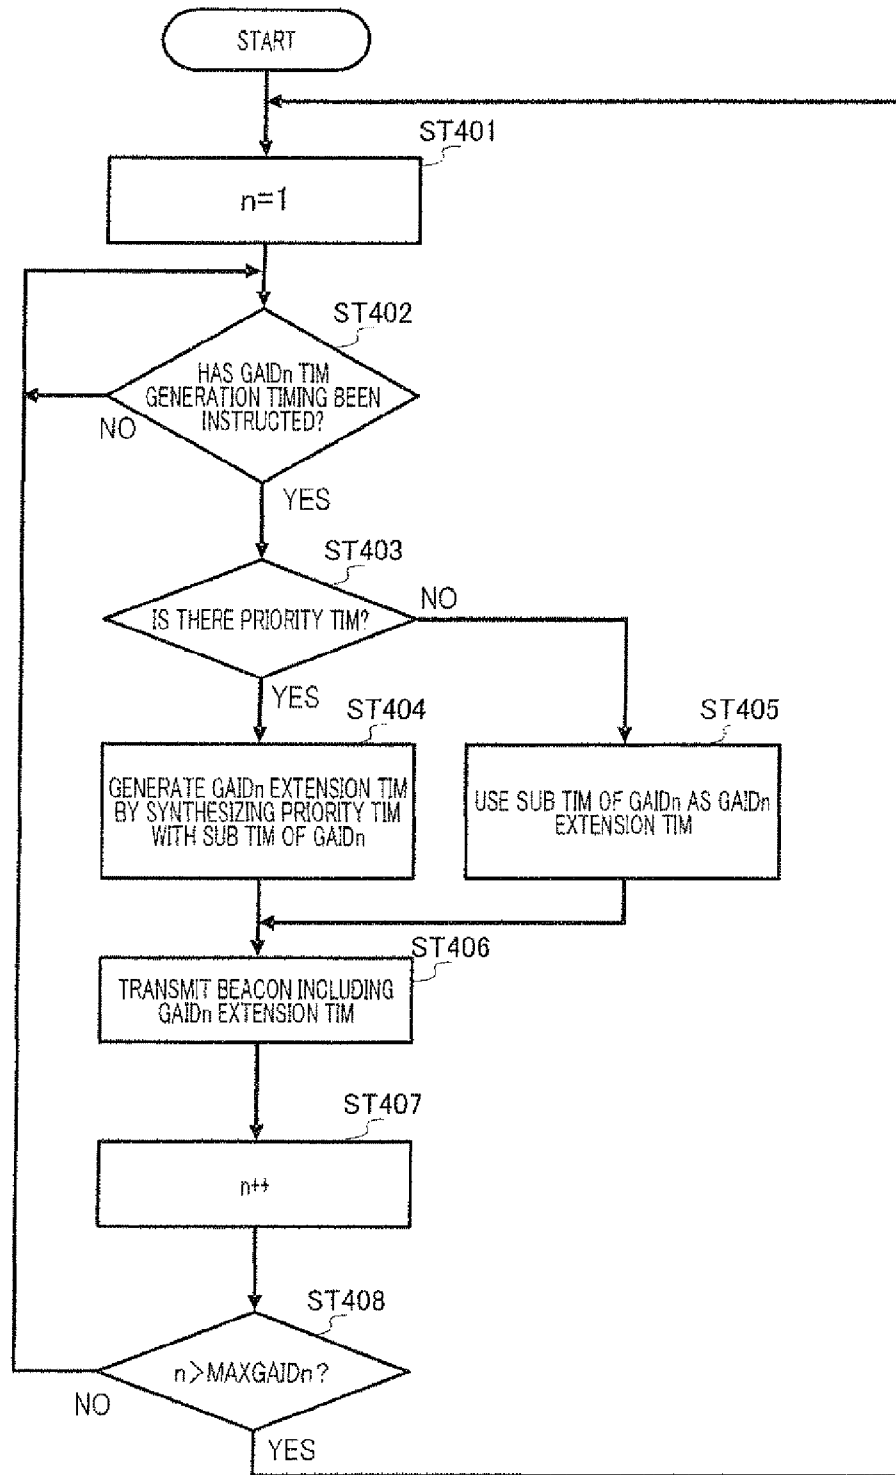 START
ST401
n=1
ST402
HAS GAIDn TIM
GENERATION TIMING BEEN
INSTRUCTED?
NO
YES
ST403
IS THERE PRIORITY TIM?
NO
YES
ST404
GENERATE GAIDn EXTENSION TIM
BY SYNTHESIZING PRIORITY TIM
WITH SUB TIM OF GAIDn
ST405
USE SUB TIM OF GAIDn AS GAIDn
EXTENSION TIM
ST406
TRANSMIT BEACON INCLUDING
GAIDn EXTENSION TIM
ST407
n++
ST408
n>MAXGAIDn?
NO
YES